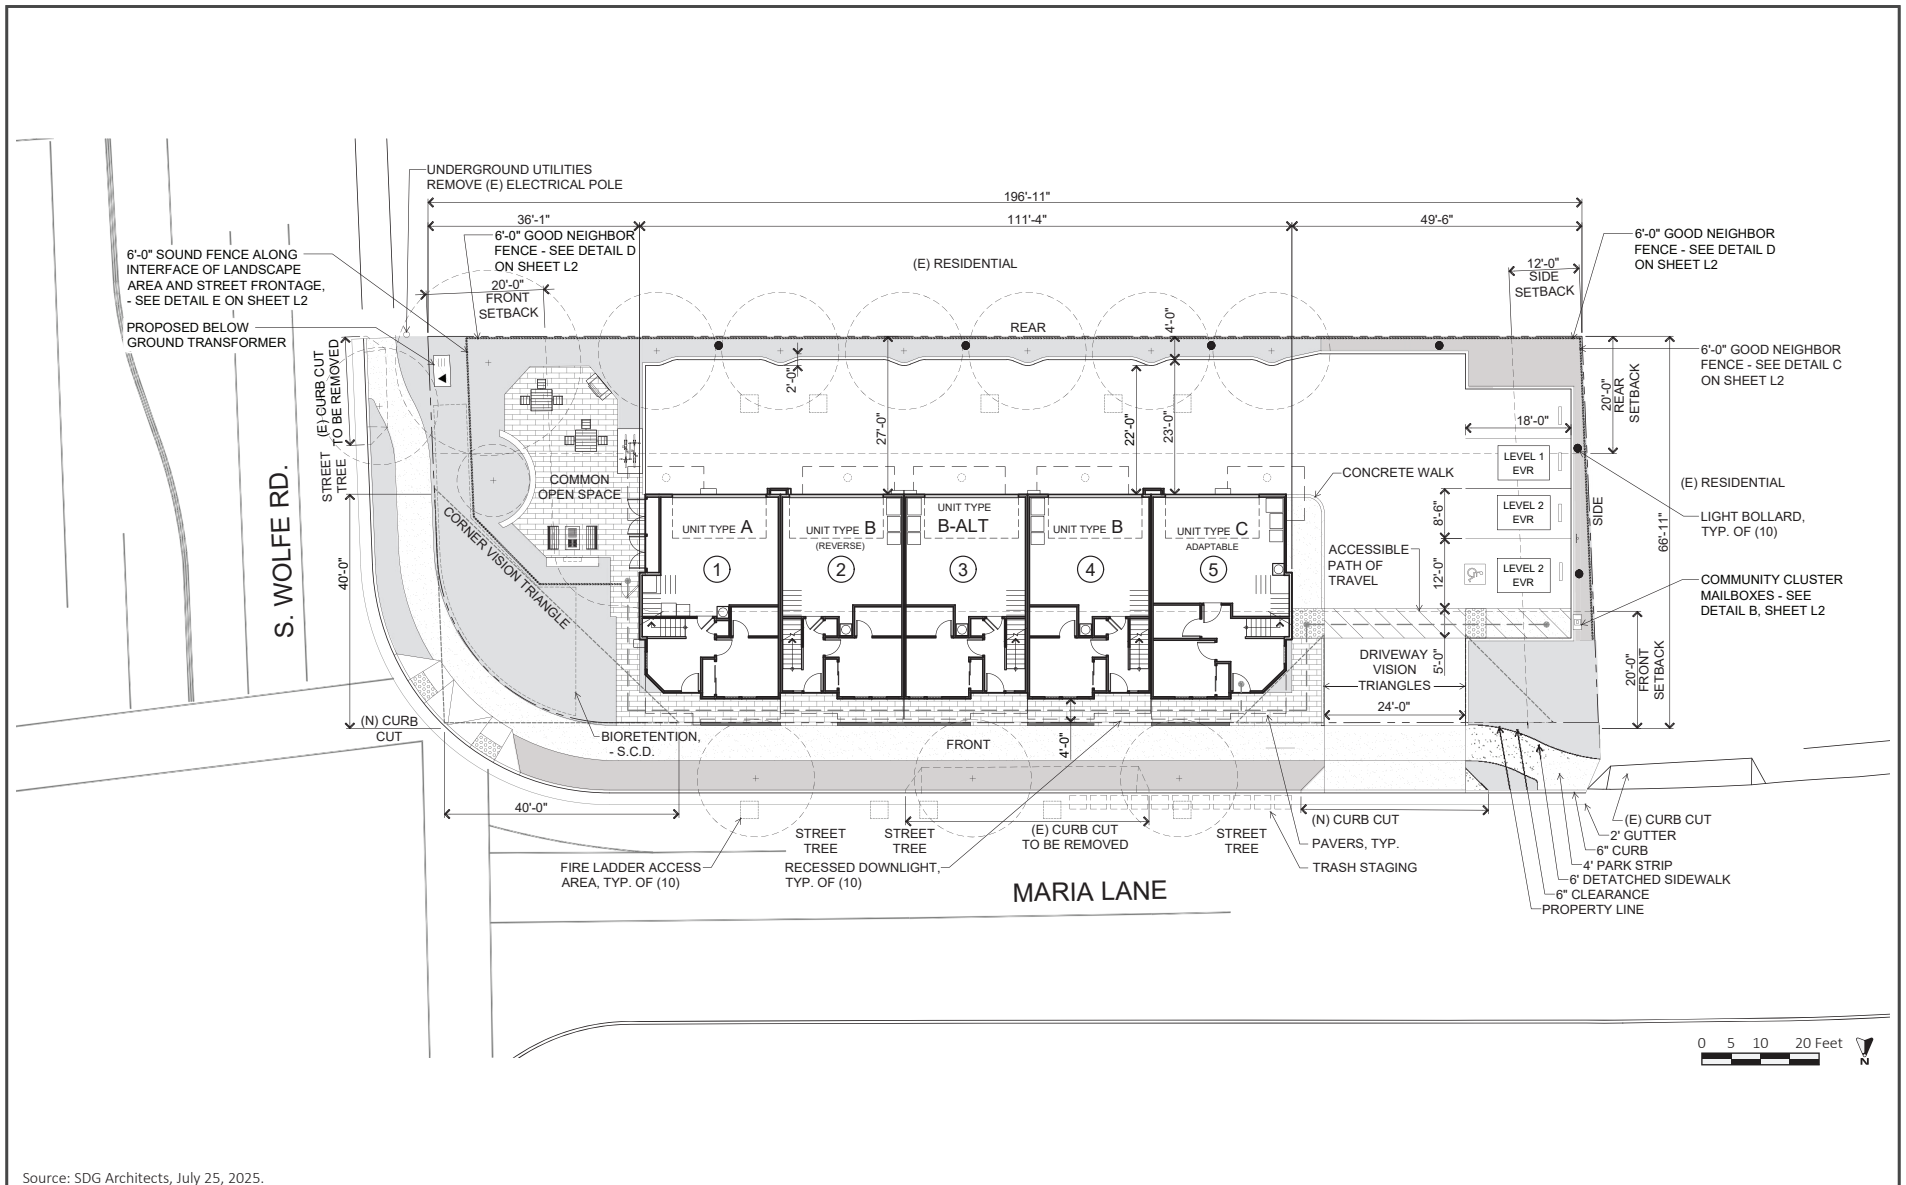 UNDERGROUND UTILITIES
REMOVE (E) ELECTRICAL POLE
196'-11"
36'-1"
111'-4"
49'-6"
6'-0" GOOD NEIGHBOR
FENCE - SEE DETAIL D
ON SHEET L2
6'-0" SOUND FENCE ALONG
INTERFACE OF LANDSCAPE
AREA AND STREET FRONTAGE,
- SEE DETAIL E ON SHEET L2
(E) RESIDENTIAL
6'-0" GOOD NEIGHBOR
FENCE - SEE DETAIL D
ON SHEET L2
12'-0"
SIDE
SETBACK
20'-0"
FRONT
SETBACK
PROPOSED BELOW
GROUND TRANSFORMER
REAR
4'-0"
6'-0" GOOD NEIGHBOR
FENCE - SEE DETAIL C
ON SHEET L2
(E) CURB CUT
TO BE REMOVED
2'-0"
27'-0"
22'-0"
23'-0"
18'-0"
20'-0"
REAR
SETBACK
STREET
TREE
COMMON
OPEN SPACE
CONCRETE WALK
LEVEL 1
EVR
(E) RESIDENTIAL
SIDE
S. WOLFE RD.
CORNER VISION TRIANGLE
UNIT TYPE A
1
UNIT TYPE B
(REVERSE)
2
UNIT TYPE
B-ALT
3
UNIT TYPE B
4
UNIT TYPE C
ADAPTABLE
5
8'-6"
LEVEL 2
EVR
LIGHT BOLLARD,
TYP. OF (10)
66'-11"
ACCESSIBLE
PATH OF
TRAVEL
12'-0"
LEVEL 2
EVR
COMMUNITY CLUSTER
MAILBOXES - SEE
DETAIL B, SHEET L2
40'-0"
DRIVEWAY
VISION
TRIANGLES
5'-0"
20'-0"
FRONT
SETBACK
24'-0"
(N) CURB
CUT
BIORETENTION,
- S.C.D.
FRONT
4'-0"
40'-0"
STREET
TREE
STREET
TREE
(E) CURB CUT
TO BE REMOVED
STREET
TREE
(N) CURB CUT
PAVERS, TYP.
TRASH STAGING
(E) CURB CUT
2' GUTTER
6" CURB
4' PARK STRIP
6' DETATCHED SIDEWALK
6" CLEARANCE
PROPERTY LINE
FIRE LADDER ACCESS
AREA, TYP. OF (10)
RECESSED DOWNLIGHT,
TYP. OF (10)
MARIA LANE
0 5 10 20 Feet
N
Source: SDG Architects, July 25, 2025.